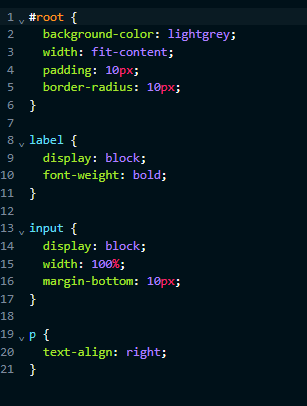 1 #root {
2   background-color: lightgrey;
3   width: fit-content;
4   padding: 10px;
5   border-radius: 10px;
6 }
7
8 label {
9   display: block;
10   font-weight: bold;
11 }
12
13 input {
14   display: block;
15   width: 100%;
16   margin-bottom: 10px;
17 }
18
19 p {
20   text-align: right;
21 }